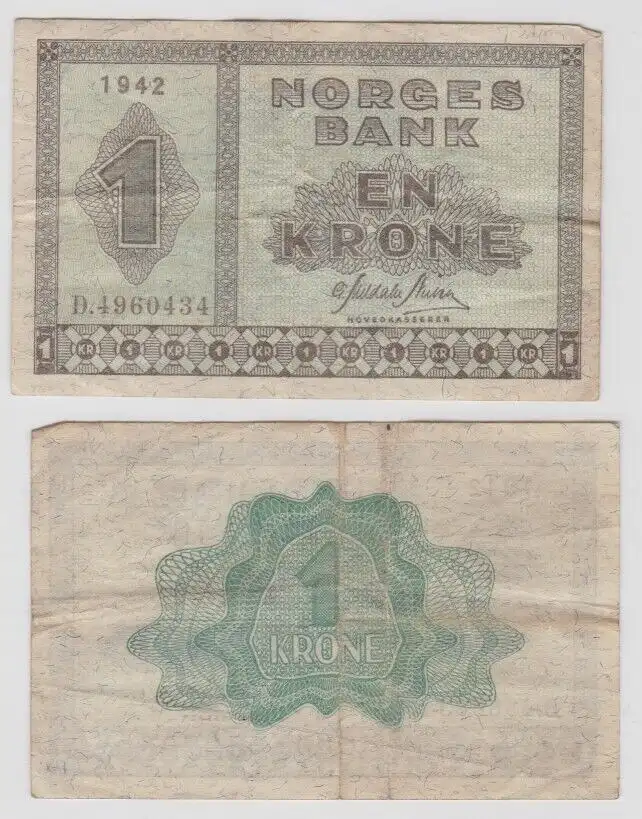 1942
1
D.4960434
NORGES
BANK
EN
KRONE
HOVEDKASSERER
1 KR 1 KR 1 KR 1 KR 1 KR 1 KR 1
1
KRONE